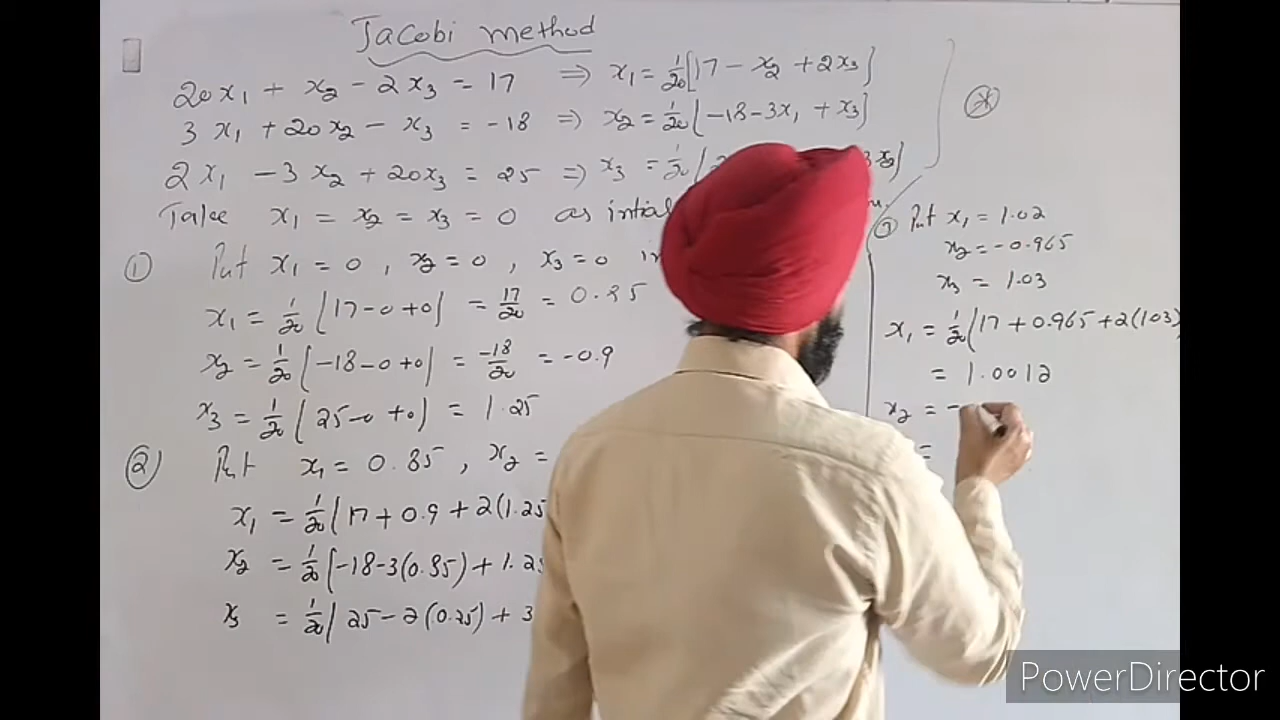 Jacobi method
20x₁ + x₂ - 2x₃ = 17 ⇒ x₁ = 1/20[17 - x₂ + 2x₃]
3x₁ + 20x₂ - x₃ = -18 ⇒ x₂ = 1/20[-18 - 3x₁ + x₃]
2x₁ - 3x₂ + 20x₃ = 25 ⇒ x₃ = 1/20[2 3x₂]
Take x₁ = x₂ = x₃ = 0 as intial
① Put x₁ = 0, x₂ = 0, x₃ = 0 in
x₁ = 1/20[17 - 0 + 0] = 17/20 = 0.85
x₂ = 1/20[-18 - 0 + 0] = -18/20 = -0.9
x₃ = 1/20[25 - 0 + 0] = 1.25
② Put x₁ = 0.85, x₂ =
x₁ = 1/20[17 + 0.9 + 2(1.25
x₂ = 1/20[-18 - 3(0.85) + 1.25
x₃ = 1/20[25 - 2(0.85) + 3
③ Put x₁ = 1.02
x₂ = -0.965
x₃ = 1.03
x₁ = 1/20[17 + 0.965 + 2(1.03)
= 1.0012
x₂ = -
=
PowerDirector